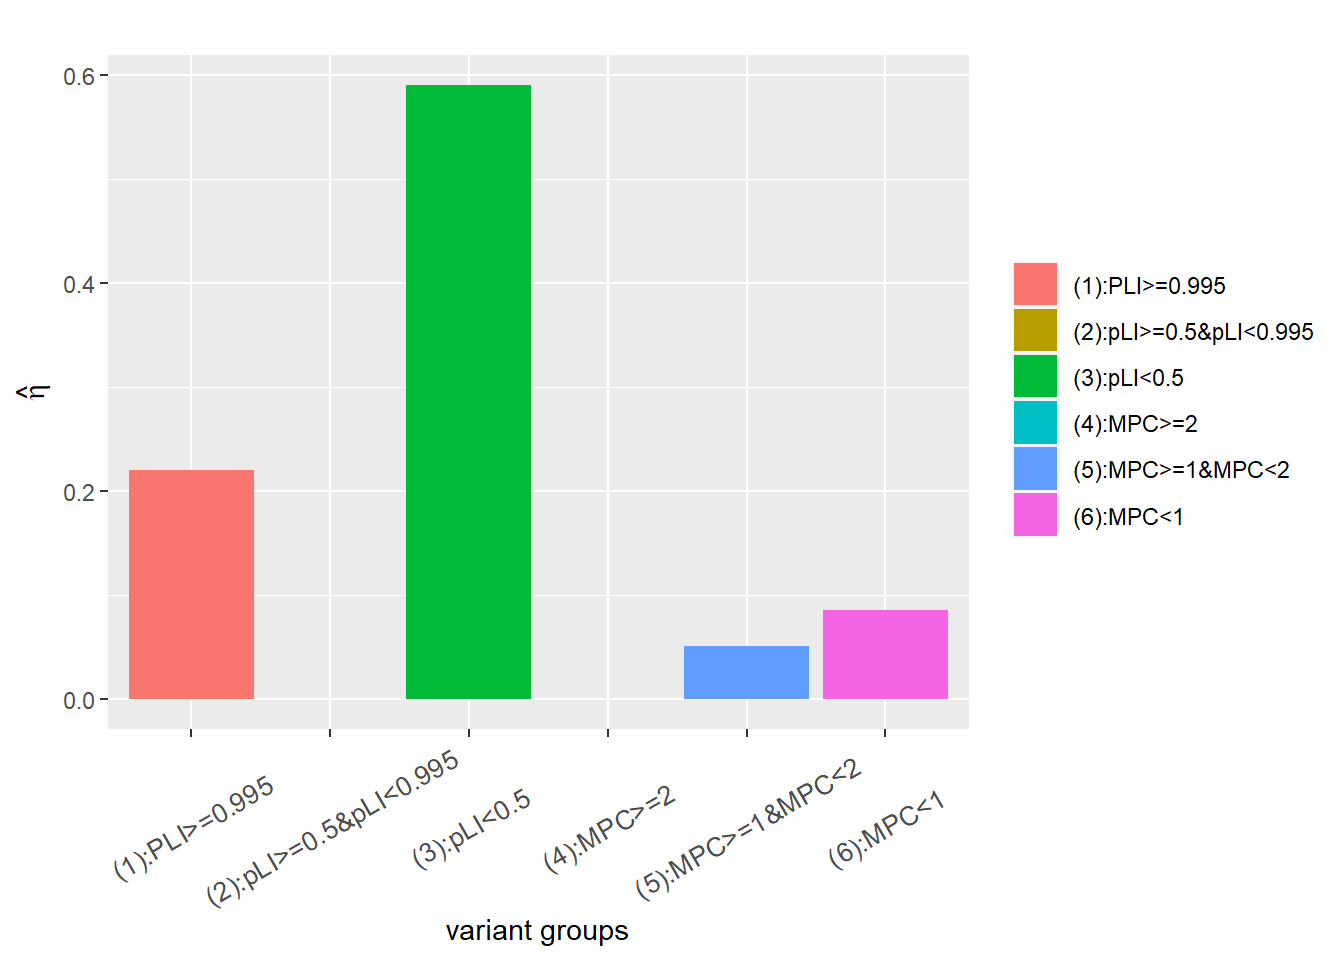 0.6
0.4
0.2
0.0
η̂
(1):PLI>=0.995
(2):pLI>=0.5&pLI<0.995
(3):pLI<0.5
(4):MPC>=2
(5):MPC>=1&MPC<2
(6):MPC<1
variant groups
(1):PLI>=0.995
(2):pLI>=0.5&pLI<0.995
(3):pLI<0.5
(4):MPC>=2
(5):MPC>=1&MPC<2
(6):MPC<1